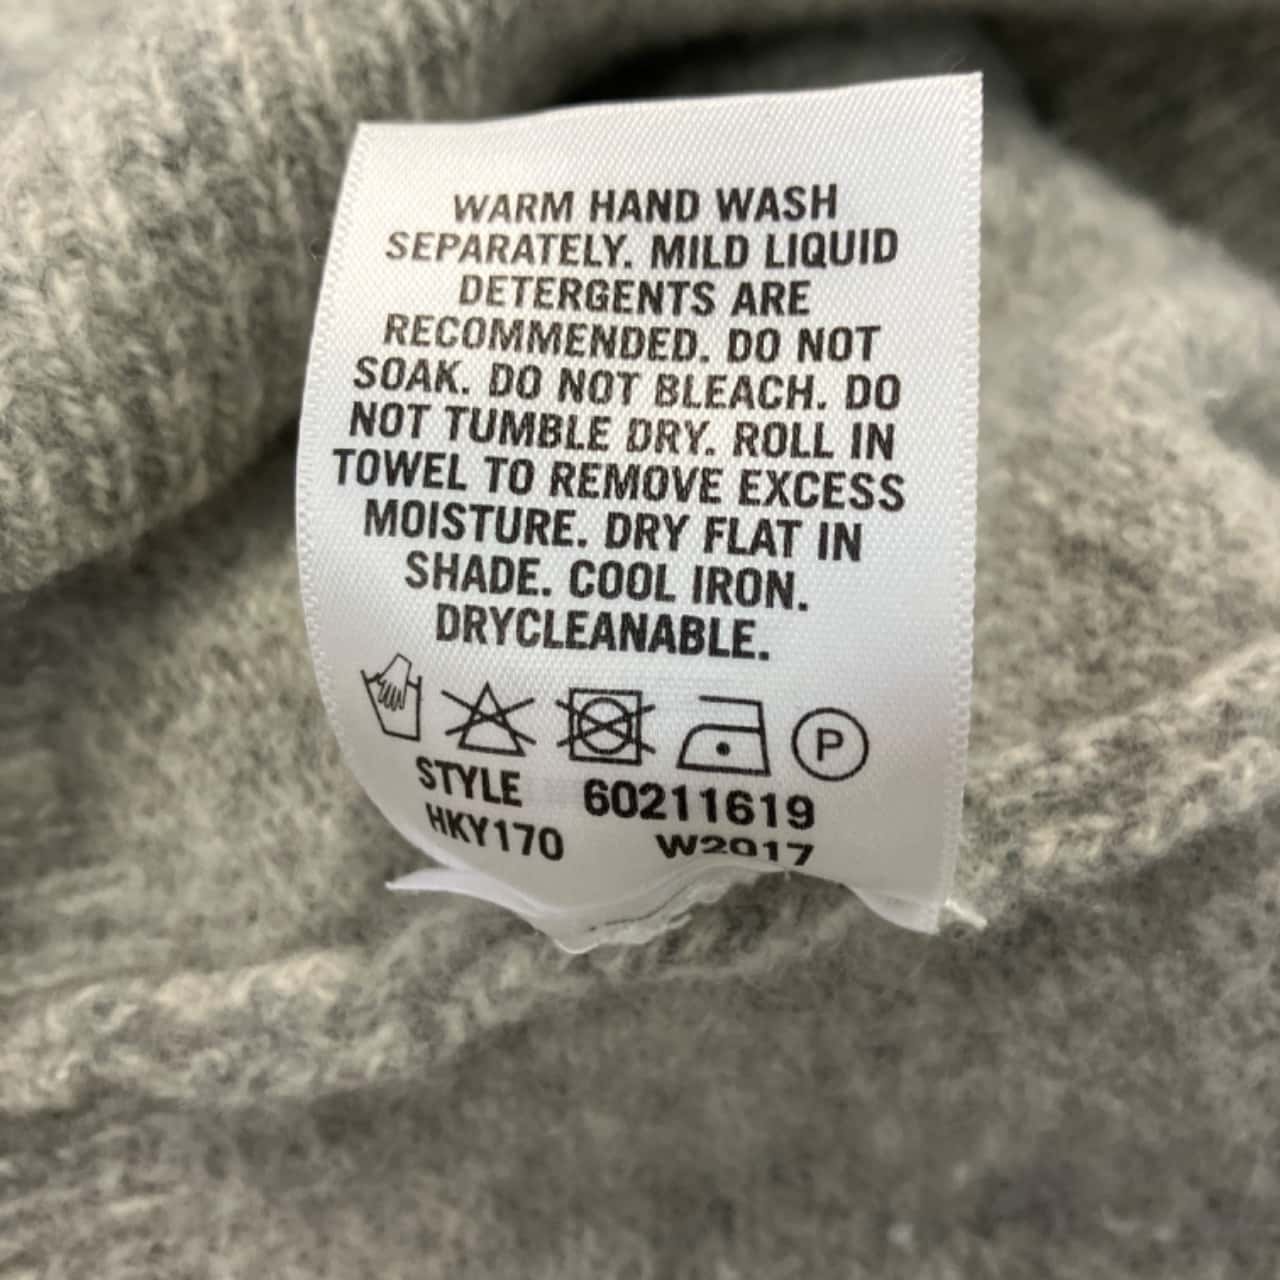 WARM HAND WASH
SEPARATELY. MILD LIQUID
DETERGENTS ARE
RECOMMENDED. DO NOT
SOAK. DO NOT BLEACH. DO
NOT TUMBLE DRY. ROLL IN
TOWEL TO REMOVE EXCESS
MOISTURE. DRY FLAT IN
SHADE. COOL IRON.
DRYCLEANABLE.
P
STYLE 60211619
HKY170 W2017